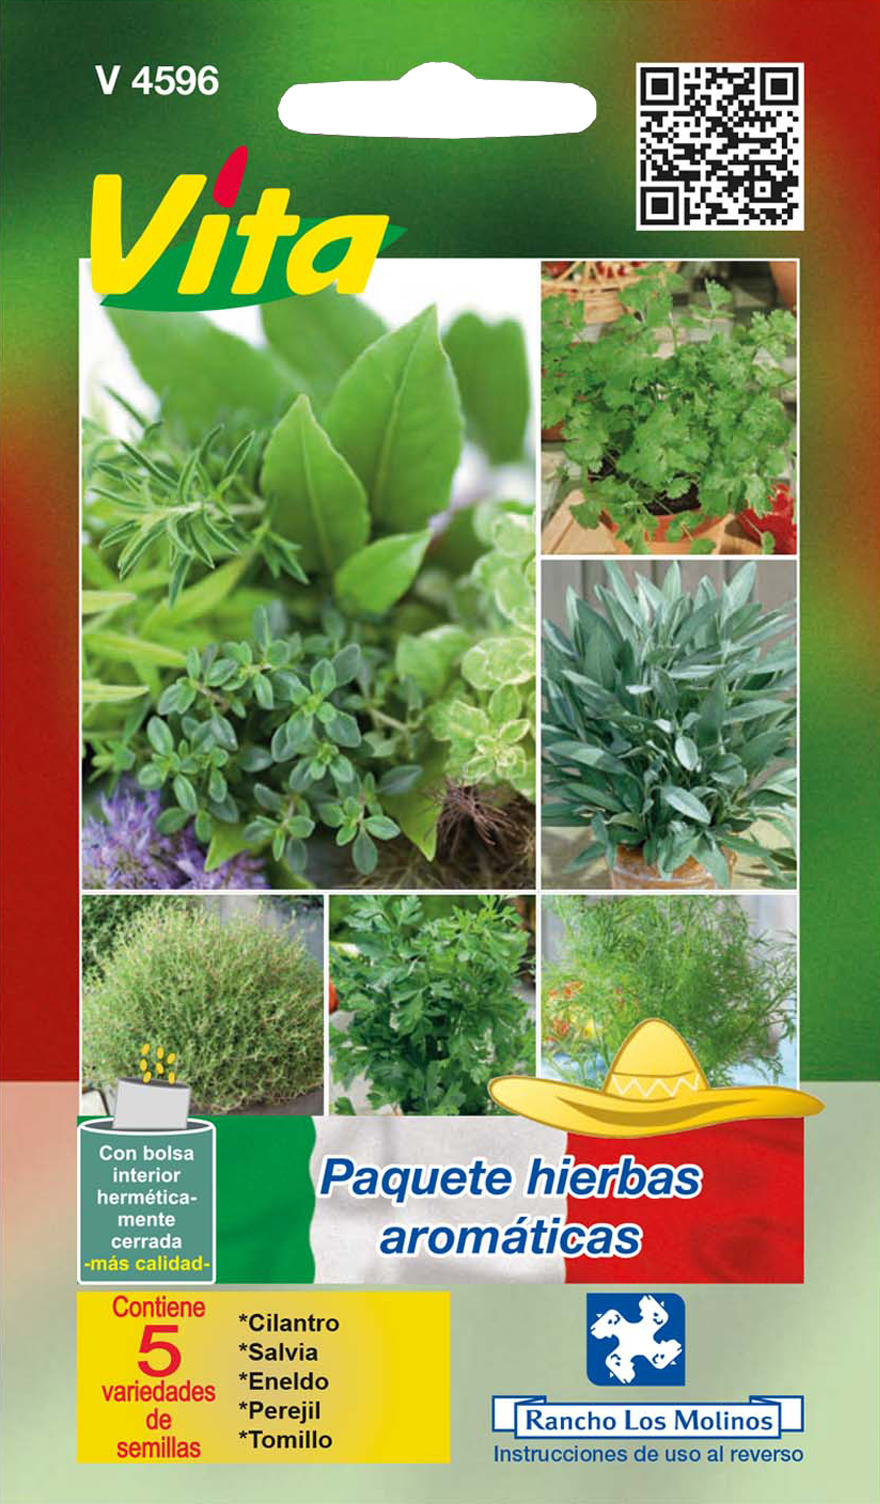 V 4596
Vita
Con bolsa
interior
hermética-
mente
cerrada
-más calidad-
Paquete hierbas
aromáticas
Contiene
5
variedades
de
semillas
*Cilantro
*Salvia
*Eneldo
*Perejil
*Tomillo
Rancho Los Molinos
Instrucciones de uso al reverso